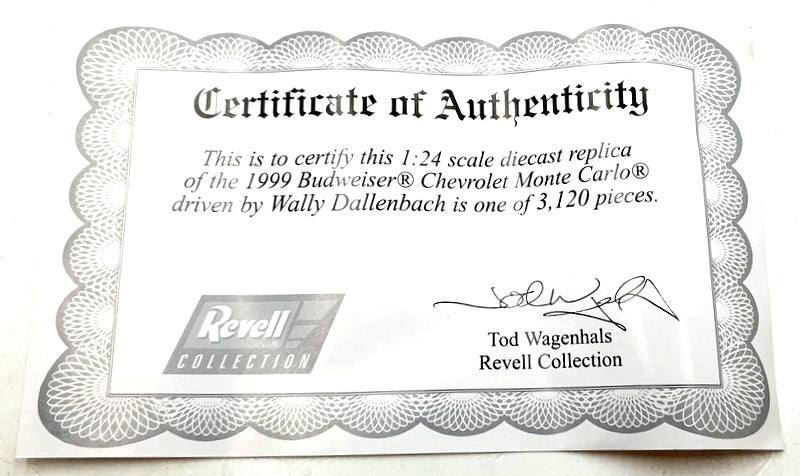 Certificate of Authenticity
This is to certify this 1:24 scale diecast replica
of the 1999 Budweiser® Chevrolet Monte Carlo®
driven by Wally Dallenbach is one of 3,120 pieces.
Revell
COLLECTION
Tod Wagenhals
Revell Collection